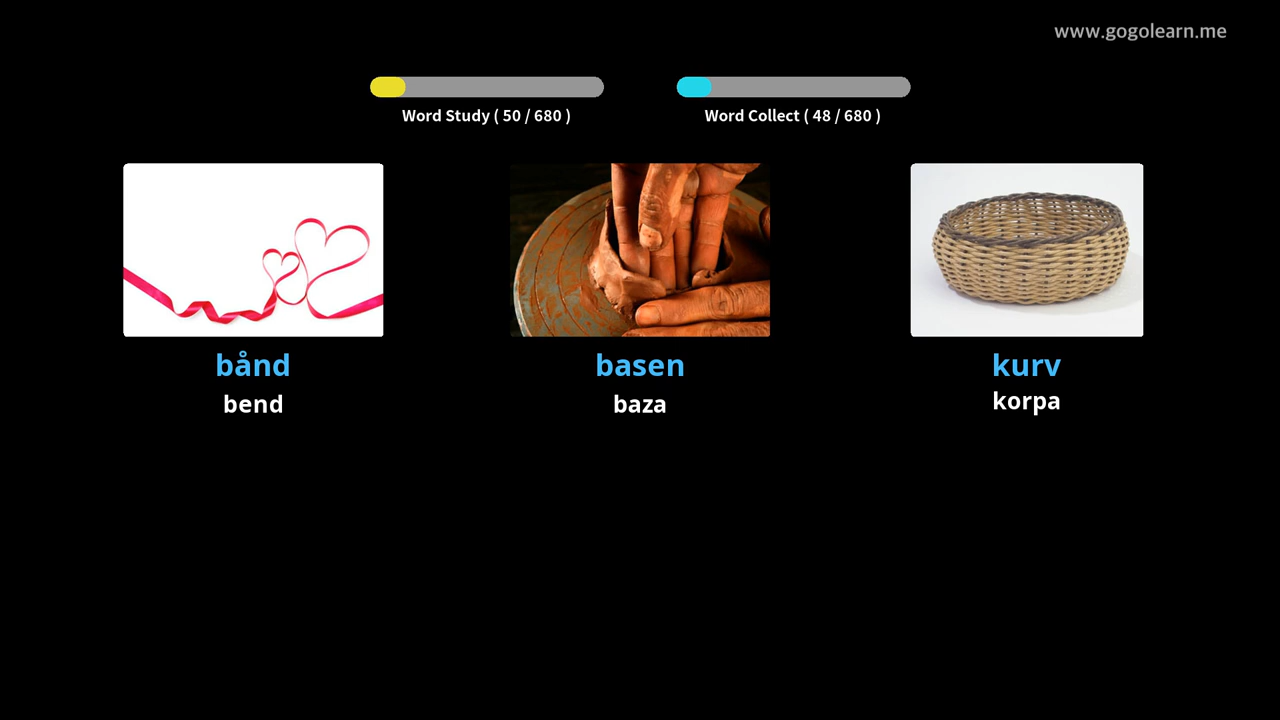 www.gogolearn.me
Word Study ( 50 / 680 )
Word Collect ( 48 / 680 )
bånd
bend
basen
baza
kurv
korpa